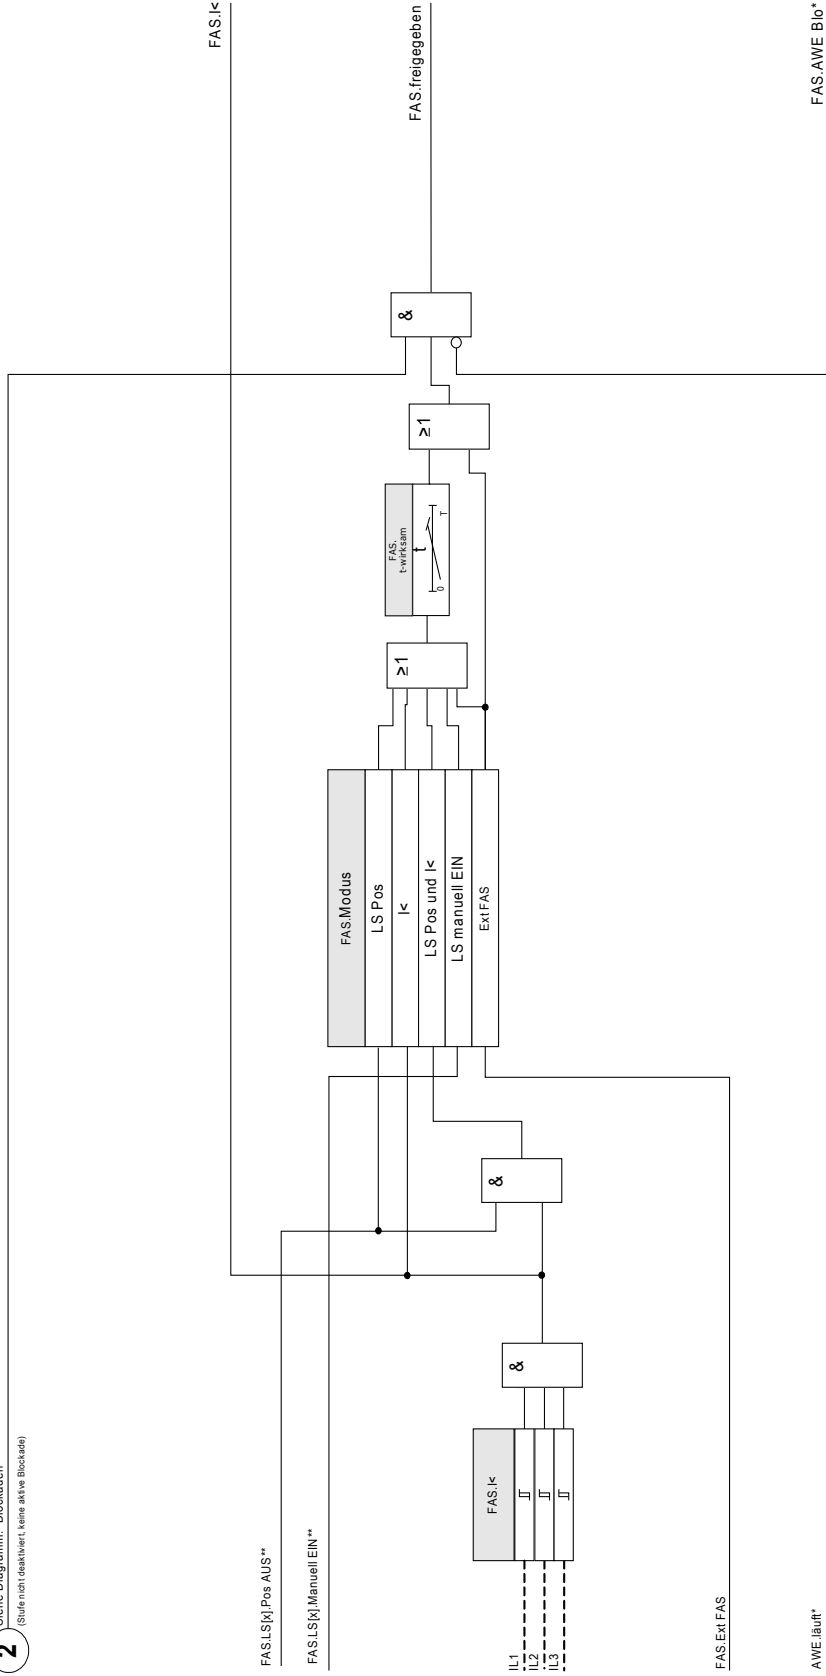 2
Siehe Diagramm: Blockaden
(Stufe nicht deaktiviert, keine aktive Blockade)
FAS.I<
FAS.LS[x].Pos AUS**
FAS.LS[x].Manuell EIN**
FAS.Modus
LS Pos
I<
LS Pos und I<
LS manuell EIN
Ext FAS
≥1
FAS.
t-wirksam
t
0
T
≥1
&
FAS.freigegeben
&
FAS.I<
&
IL1
IL2
IL3
FAS.Ext FAS
AWE.läuft*
FAS.AWE Blo*